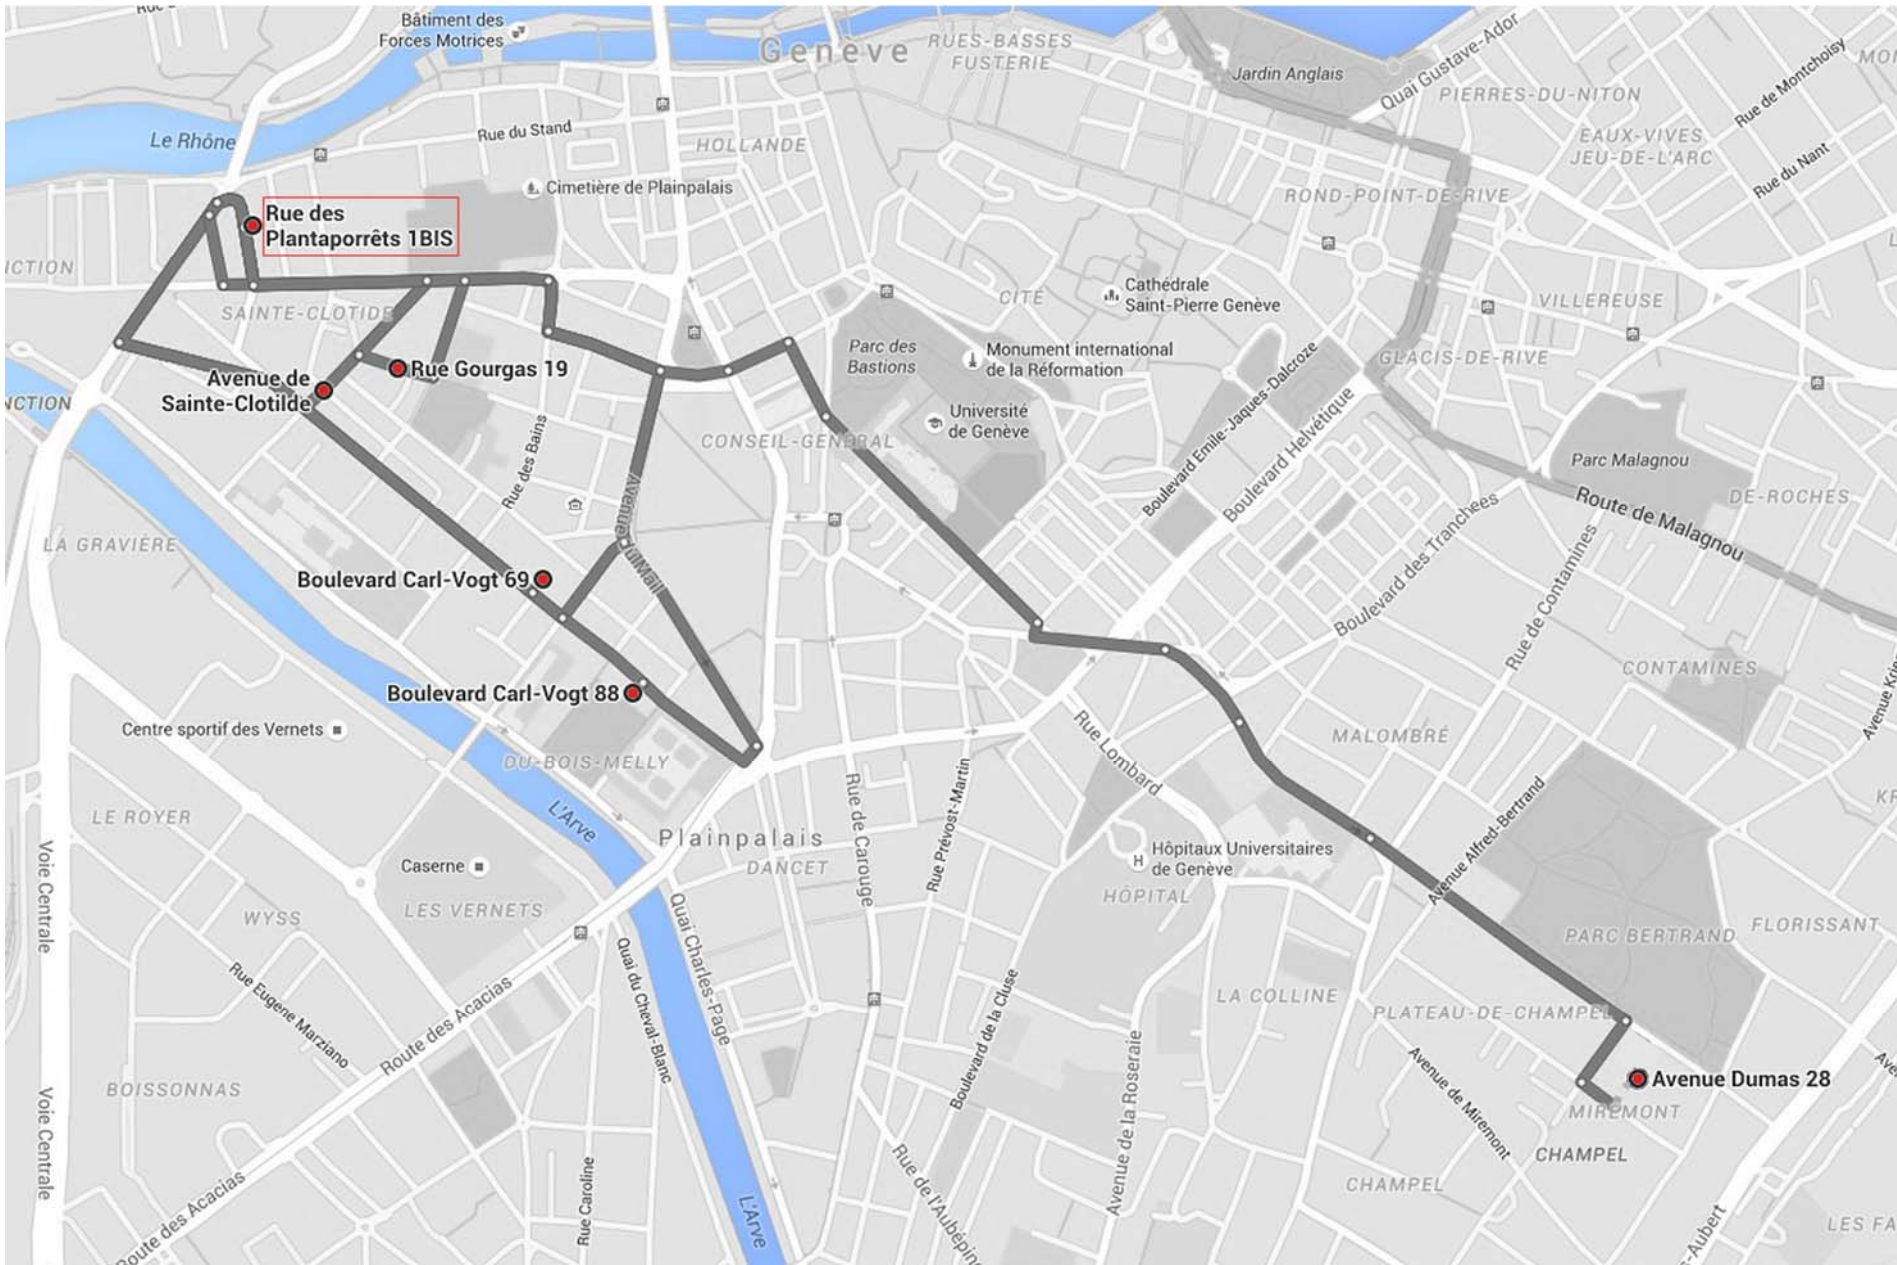 Bâtiment des
Forces Motrices
Genève
RUES-BASSES
FUSTERIE
Jardin Anglais
Quai Gustave-Ador
PIERRES-DU-NITON
Rue de Montchoisy
EAUX-VIVES
JEU-DE-L'ARC
Rue du Nant
Le Rhône
Rue du Stand
HOLLANDE
Cimetière de Plainpalais
ROND-POINT-DE-RIVE
Rue des
Plantaporrêts 1BIS
NCTION
SAINTE-CLOTIDE
CITÉ
Cathédrale
Saint-Pierre Genève
VILLEREUSE
Parc des
Bastions
Monument international
de la Réformation
GLACIS-DE-RIVE
Rue Gourgas 19
Avenue de
Sainte-Clotilde
NCTION
Boulevard Emile-Jaques-Dalcroze
Boulevard Helvétique
Université
de Genève
CONSEIL-GÉNÉRAL
Rue des Bains
Avenue du Mail
Parc Malagnou
DE-ROCHES
Route de Malagnou
Boulevard des Tranchées
Rue de Contamines
LA GRAVIÈRE
Boulevard Carl-Vogt 69
CONTAMINES
Boulevard Carl-Vogt 88
Centre sportif des Vernets
DU-BOIS-MELLY
Rue Lombard
MALOMBRÉ
LE ROYER
L'Arve
Plainpalais
DANCET
Rue de Carouge
Rue Prévost-Martin
Avenue Alfred-Bertrand
Hôpitaux Universitaires
de Genève
HÔPITAL
Caserne
LES VERNETS
Voie Centrale
WYSS
Quai Charles-Page
Quai du Cheval-Blanc
Rue Eugène Marziano
Route des Acacias
PARC BERTRAND
FLORISSANT
LA COLLINE
PLATEAU-DE-CHAMPEL
Boulevard de la Cluse
Avenue de la Roseraie
Avenue de Miremont
Avenue Dumas 28
MIREMONT
CHAMPEL
CHAMPEL
BOISSONNAS
Voie Centrale
Rue Caroline
L'Arve
Route des Acacias
LES FA
-Aubert